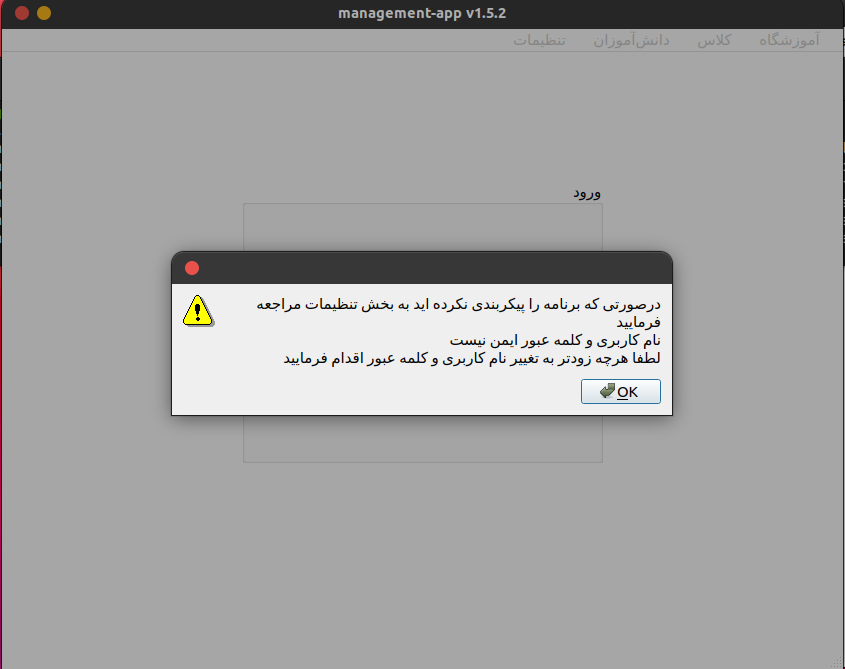 management-app v1.5.2
آموزشگاه کلاس دانش‌آموزان تنظیمات
ورود
درصورتی که برنامه را پیکربندی نکرده اید به بخش تنظیمات مراجعه
فرمایید
نام کاربری و کلمه عبور ایمن نیست
لطفا هرچه زودتر به تغییر نام کاربری و کلمه عبور اقدام فرمایید
OK